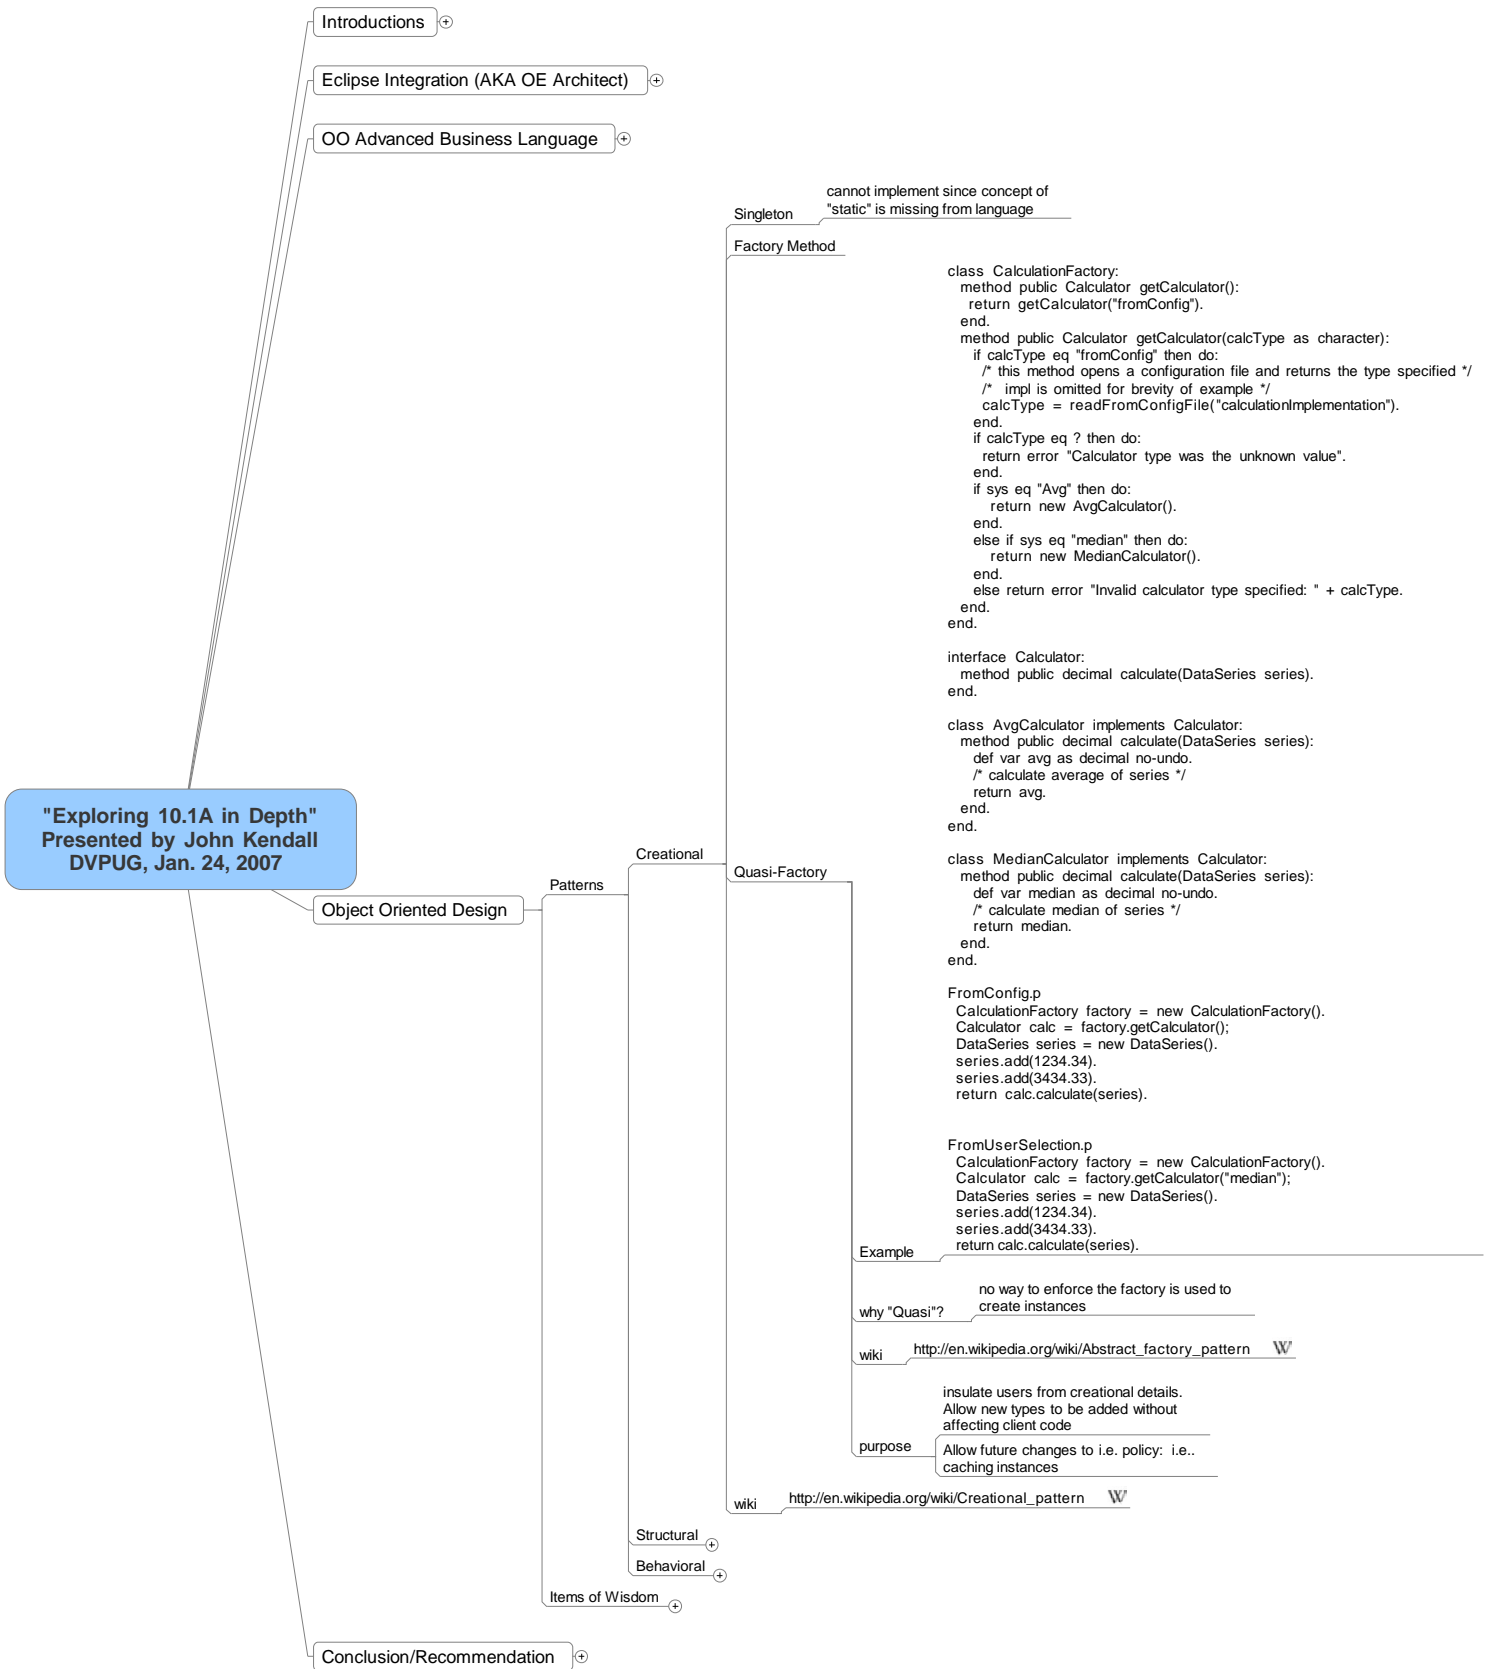 Introductions
Eclipse Integration (AKA OE Architect)
OO Advanced Business Language
cannot implement since concept of
"static" is missing from language
Singleton
Factory Method
class CalculationFactory:
method public Calculator getCalculator():
return getCalculator("fromConfig").
end.
method public Calculator getCalculator(calcType as character):
if calcType eq "fromConfig" then do:
/* this method opens a configuration file and returns the type specified */
/* impl is omitted for brevity of example */
calcType = readFromConfigFile("calculationImplementation").
end.
if calcType eq ? then do:
return error "Calculator type was the unknown value".
end.
if sys eq "Avg" then do:
return new AvgCalculator().
end.
else if sys eq "median" then do:
return new MedianCalculator().
end.
else return error "Invalid calculator type specified: " + calcType.
end.
end.
interface Calculator:
method public decimal calculate(DataSeries series).
end.
class AvgCalculator implements Calculator:
method public decimal calculate(DataSeries series):
def var avg as decimal no-undo.
/* calculate average of series */
return avg.
end.
end.
class MedianCalculator implements Calculator:
method public decimal calculate(DataSeries series):
def var median as decimal no-undo.
/* calculate median of series */
return median.
end.
end.
FromConfig.p
CalculationFactory factory = new CalculationFactory().
Calculator calc = factory.getCalculator();
DataSeries series = new DataSeries().
series.add(1234.34).
series.add(3434.33).
return calc.calculate(series).
FromUserSelection.p
CalculationFactory factory = new CalculationFactory().
Calculator calc = factory.getCalculator("median");
DataSeries series = new DataSeries().
series.add(1234.34).
series.add(3434.33).
return calc.calculate(series).
Example
"Exploring 10.1A in Depth"
Presented by John Kendall
DVPUG, Jan. 24, 2007
Creational
Quasi-Factory
Patterns
Object Oriented Design
no way to enforce the factory is used to
create instances
why "Quasi"?
wiki
http://en.wikipedia.org/wiki/Abstract_factory_pattern
W
insulate users from creational details.
Allow new types to be added without
affecting client code
purpose
Allow future changes to i.e. policy: i.e..
caching instances
wiki
http://en.wikipedia.org/wiki/Creational_pattern
W
Structural
Behavioral
Items of Wisdom
Conclusion/Recommendation